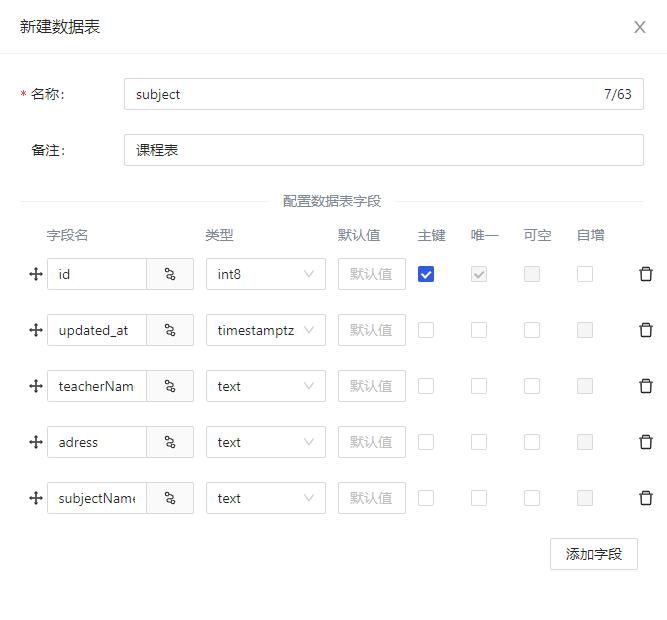 新建数据表
* 名称:
subject 7/63
备注:
课程表
配置数据表字段
字段名 类型 默认值 主键 唯一 可空 自增
id int8 默认值
updated_at timestamptz 默认值
teacherNam text 默认值
adress text 默认值
subjectName text 默认值
添加字段